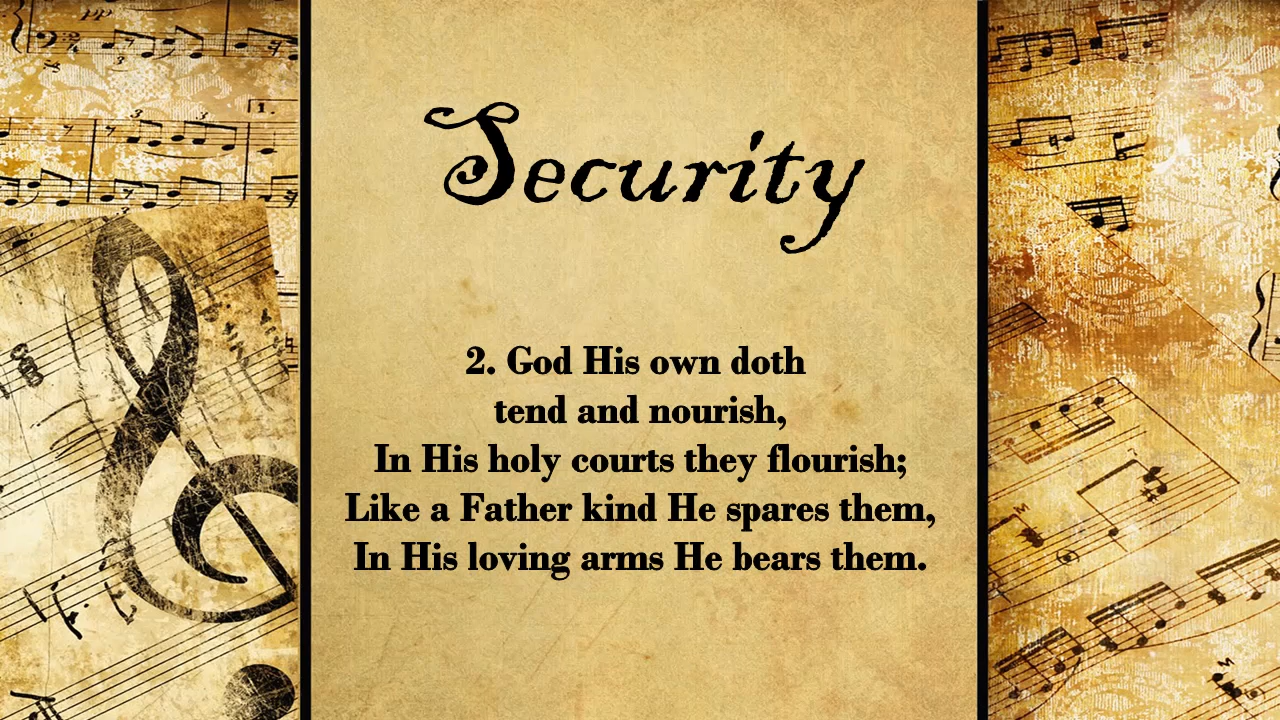 Security
2. God His own doth
tend and nourish,
In His holy courts they flourish;
Like a Father kind He spares them,
In His loving arms He bears them.